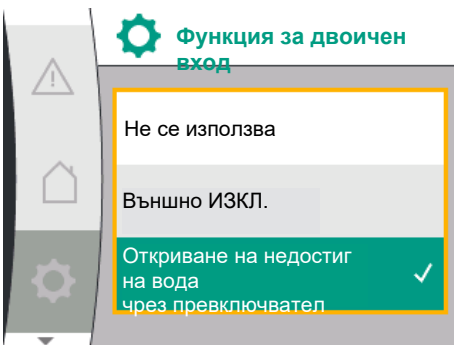 Функция за двоичен
вход
Не се използва
Външно ИЗКЛ.
Откриване на недостиг
на вода
чрез превключвател